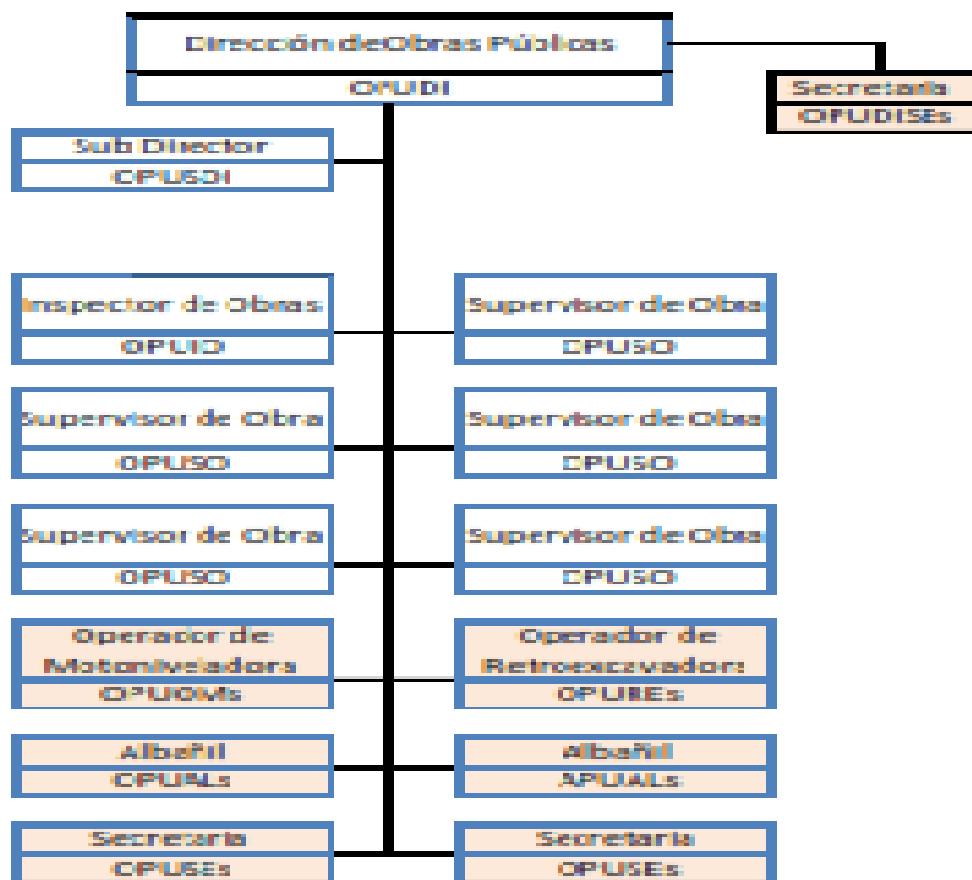 Dirección de Obras Públicas
OPUDI
Secretaria
OPUDISEs
Sub Director
OPUSDI
Inspector de Obras
OPUIO
Supervisor de Obra
OPUSO
Supervisor de Obra
OPUSO
Supervisor de Obra
OPUSO
Supervisor de Obra
OPUSO
Supervisor de Obra
OPUSO
Operador de
Motoniveladora
OPUOMs
Operador de
Retroexcavadora
Albañil
OPUALs
Albañil
APUALs
Secretaria
OPUSEs
Secretaria
OPUSEs